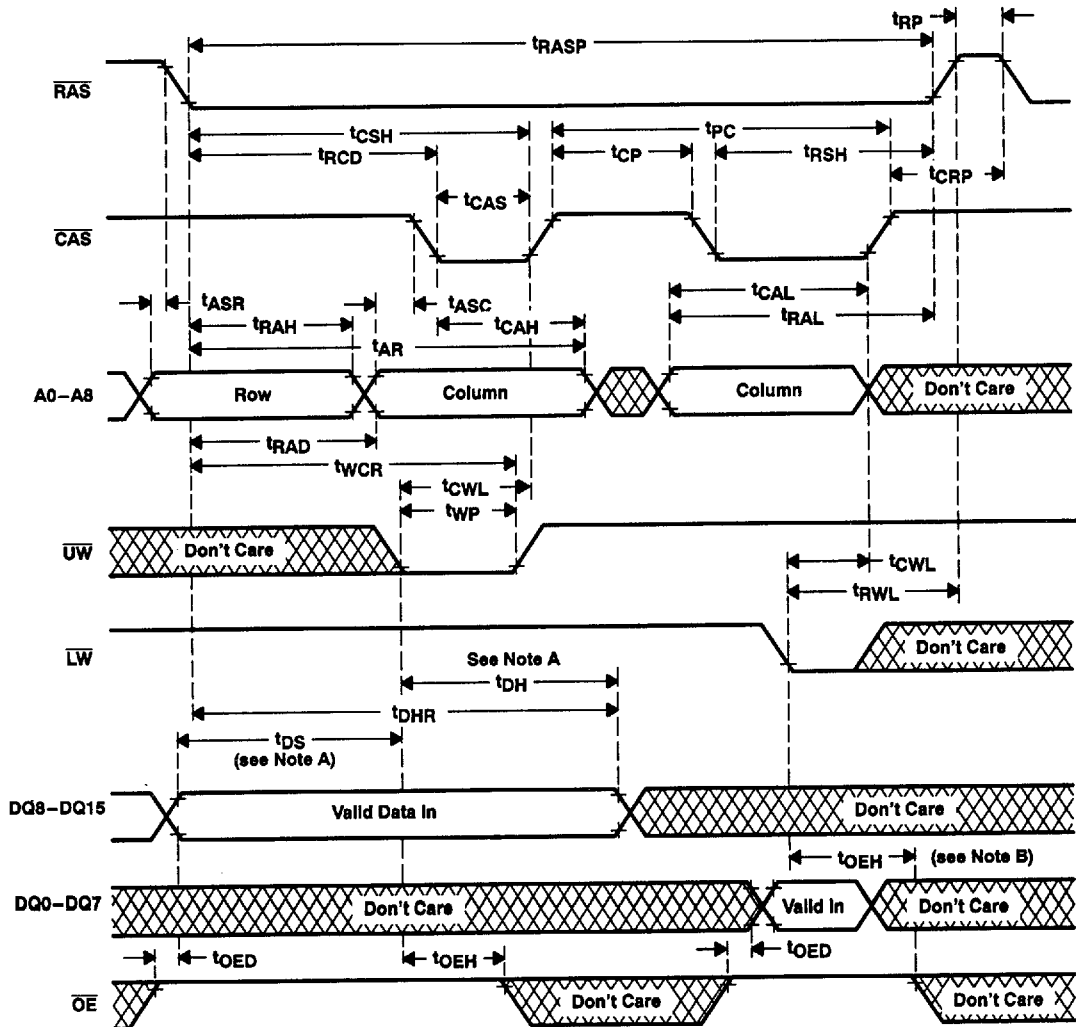 tRP
tRASP
RAS
tCSH
tPC
tRCD
tCP
tRSH
tCRP
tCAS
CAS
tASR
tASC
tCAL
tRAH
tCAH
tRAL
tAR
A0–A8
Row
Column
Column
Don't Care
tRAD
tWCR
tCWL
tWP
UW
Don't Care
tCWL
tRWL
LW
Don't Care
See Note A
tDH
tDHR
tDS
(see Note A)
DQ8–DQ15
Valid Data In
Don't Care
tOEH
(see Note B)
DQ0–DQ7
Don't Care
Valid In
Don't Care
tOED
tOEH
tOED
OE
Don't Care
Don't Care